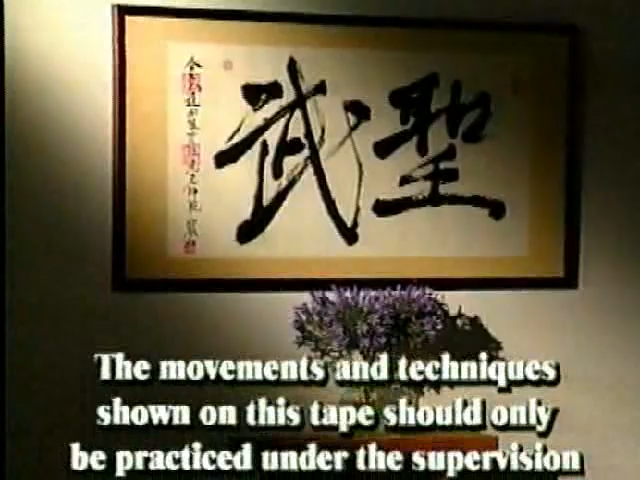 聖武
The movements and techniques
shown on this tape should only
be practiced under the supervision